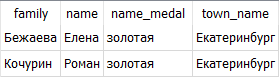 family name name_medal town_name
Бежаева Елена золотая Екатеринбург
Кочурин Роман золотая Екатеринбург